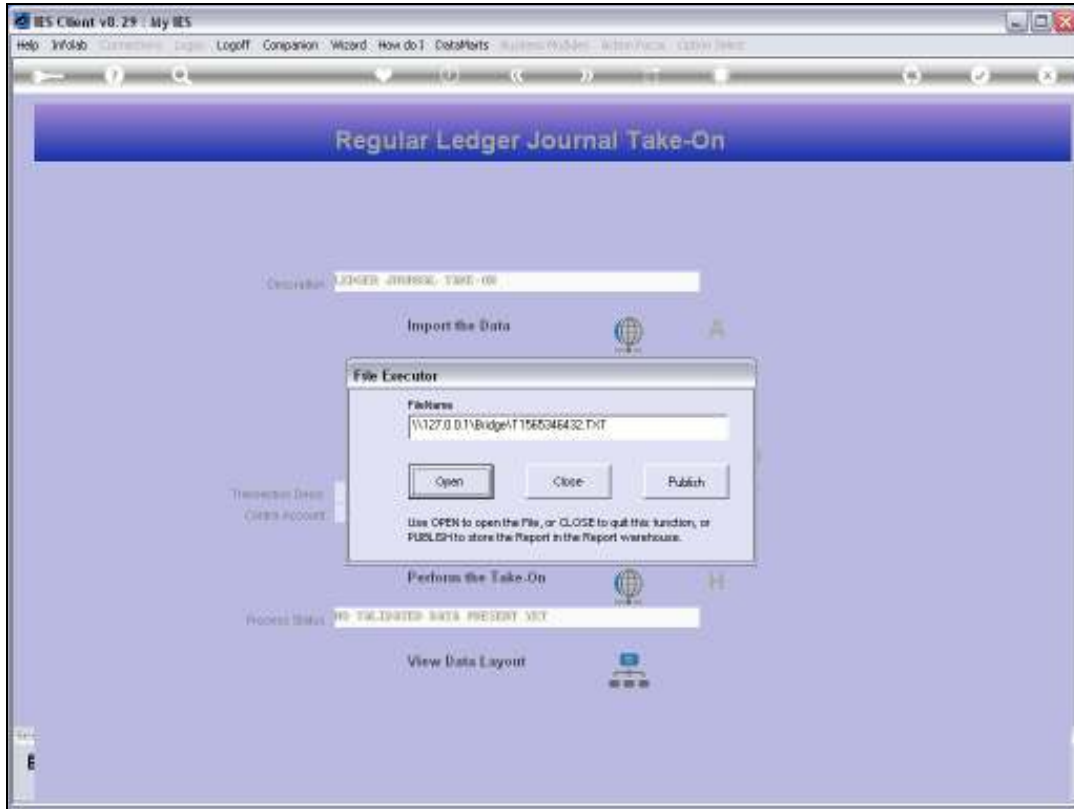 IES Client v8.29 : My IES
Help Infolab Logoff Companion Wizard How do I DataMarts
Regular Ledger Journal Take-On
Description LEDGER JOURNAL TAKE-ON
Import the Data A
File Executor
FileName
\\127.0.0.1\Bridge\T1565346432.TXT
Open Close Publish
Use OPEN to open the File, or CLOSE to quit this function, or
PUBLISH to store the Report in the Report warehouse.
Contra Account
Perform the Take-On H
Process Status NO VALIDATED DATA PRESENT YET
View Data Layout